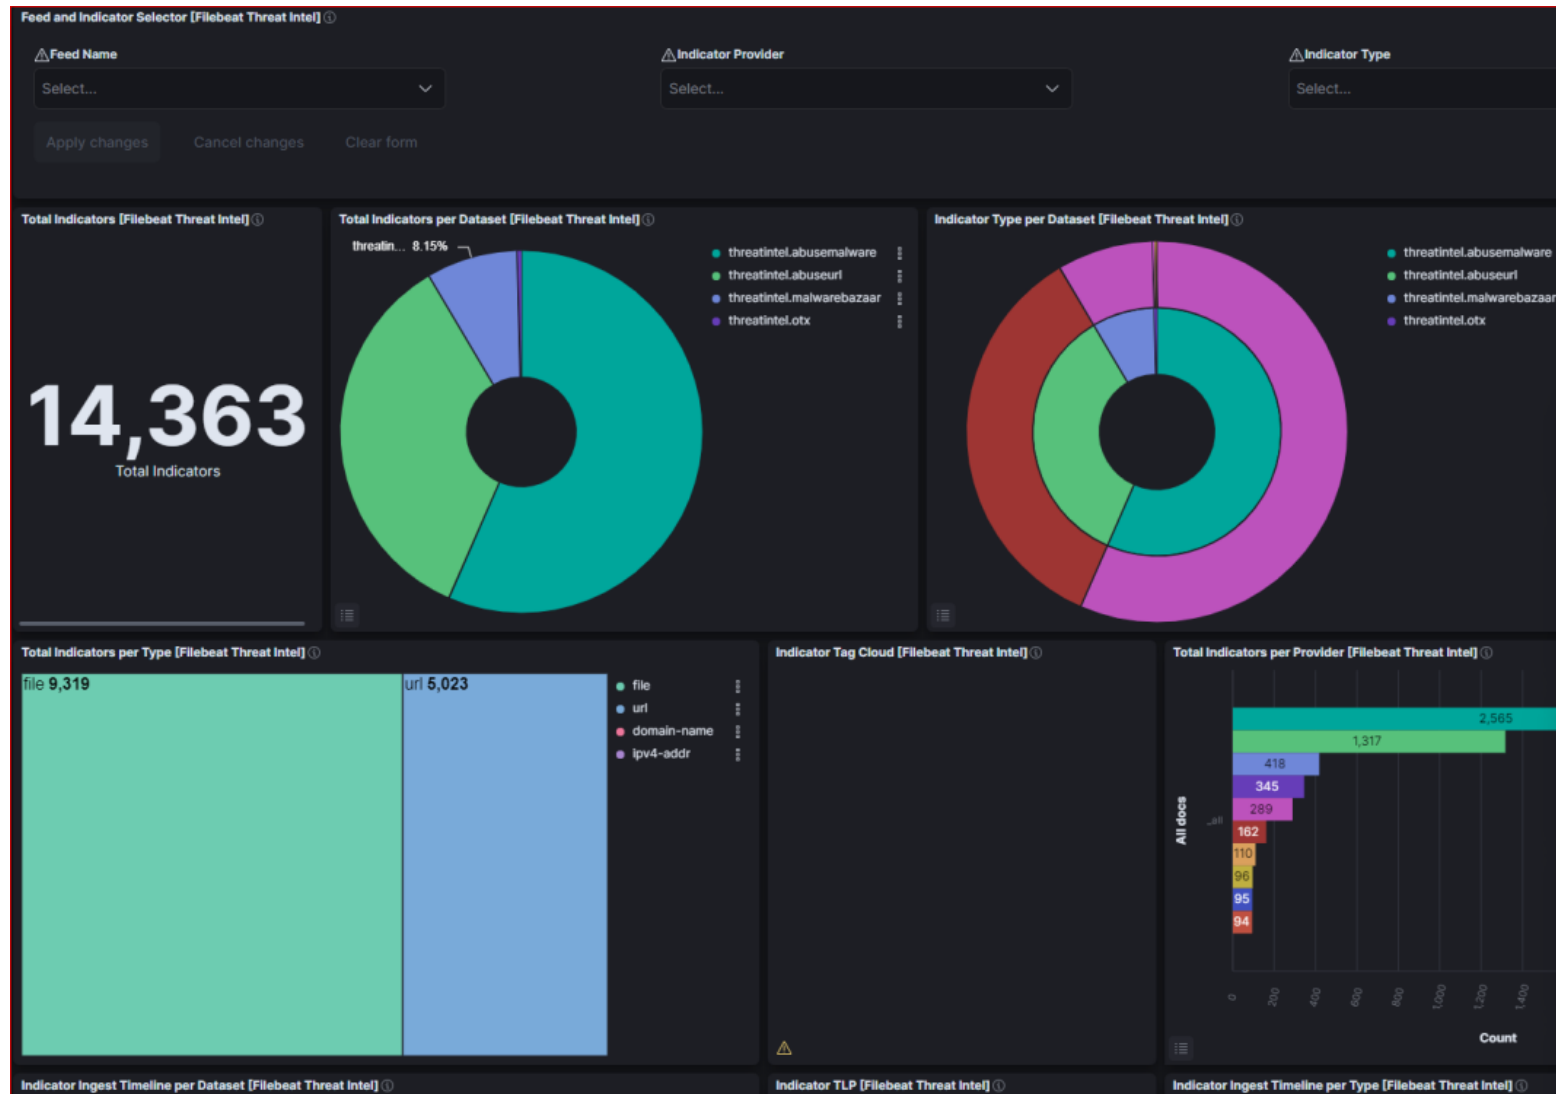 Feed and Indicator Selector [Filebeat Threat Intel]
Feed Name
Indicator Provider
Indicator Type
Select...
Select...
Select...
Apply changes
Cancel changes
Clear form
Total Indicators [Filebeat Threat Intel]
14,363
Total Indicators
Total Indicators per Dataset [Filebeat Threat Intel]
threatin... 8.15%
threatintel.abusemalware
threatintel.abuseurl
threatintel.malwarebazaar
threatintel.otx
Indicator Type per Dataset [Filebeat Threat Intel]
threatintel.abusemalware
threatintel.abuseurl
threatintel.malwarebazaar
threatintel.otx
Total Indicators per Type [Filebeat Threat Intel]
file 9,319
url 5,023
file
url
domain-name
ipv4-addr
Indicator Tag Cloud [Filebeat Threat Intel]
Total Indicators per Provider [Filebeat Threat Intel]
2,565
1,317
418
345
289
162
110
96
95
94
All docs
_all
0
200
400
600
800
1,000
1,200
1,400
Count
Indicator Ingest Timeline per Dataset [Filebeat Threat Intel]
Indicator TLP [Filebeat Threat Intel]
Indicator Ingest Timeline per Type [Filebeat Threat Intel]